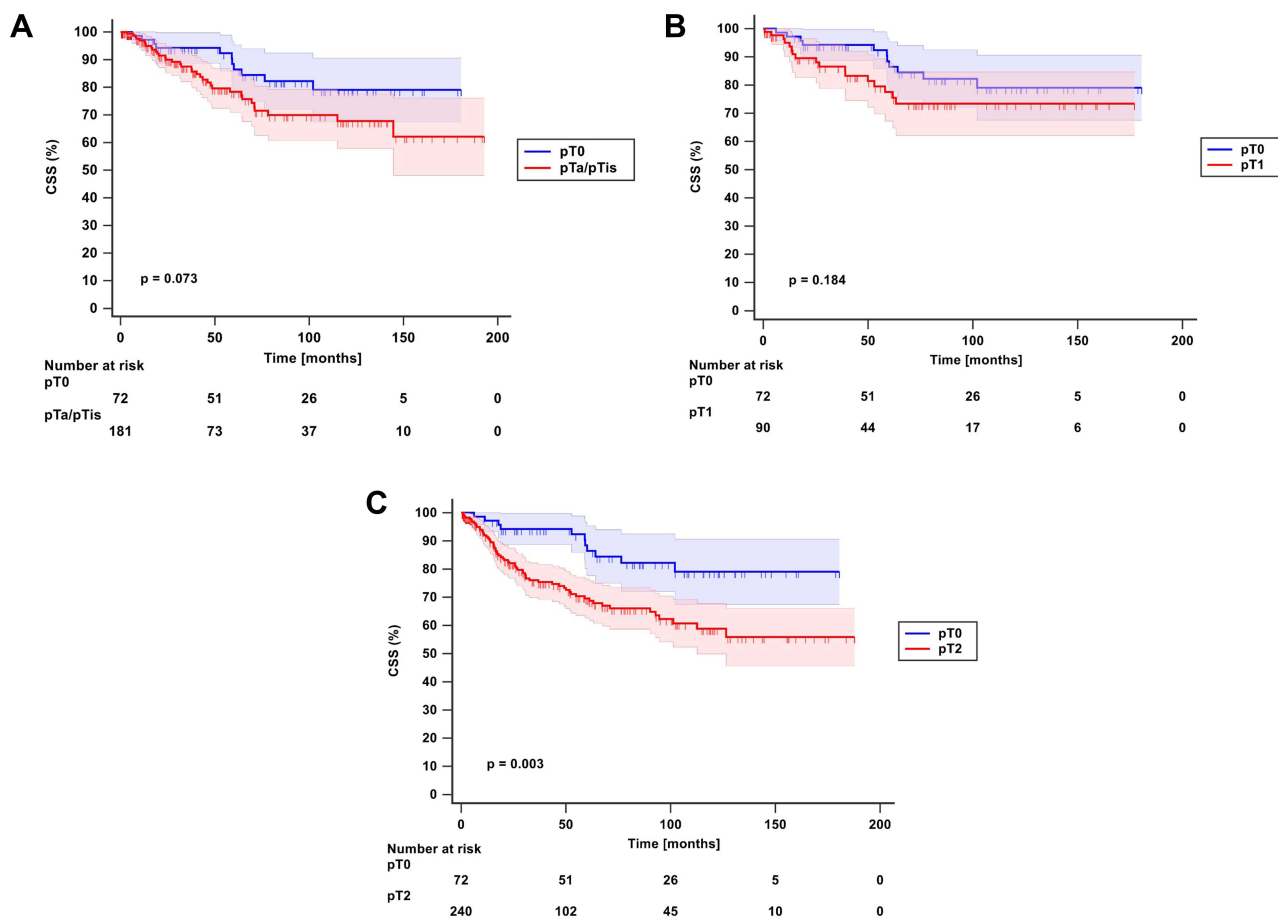 A
100
90
80
70
60
50
40
30
20
10
0
CSS (%)
p = 0.073
0 50 100 150 200
Time [months]
pT0
pTa/pTis
Number at risk
pT0
72 51 26 5 0
pTa/pTis
181 73 37 10 0
B
100
90
80
70
60
50
40
30
20
10
0
CSS (%)
p = 0.184
0 50 100 150 200
Time [months]
pT0
pT1
Number at risk
pT0
72 51 26 5 0
pT1
90 44 17 6 0
C
100
90
80
70
60
50
40
30
20
10
0
CSS (%)
p = 0.003
0 50 100 150 200
Time [months]
pT0
pT2
Number at risk
pT0
72 51 26 5 0
pT2
240 102 45 10 0